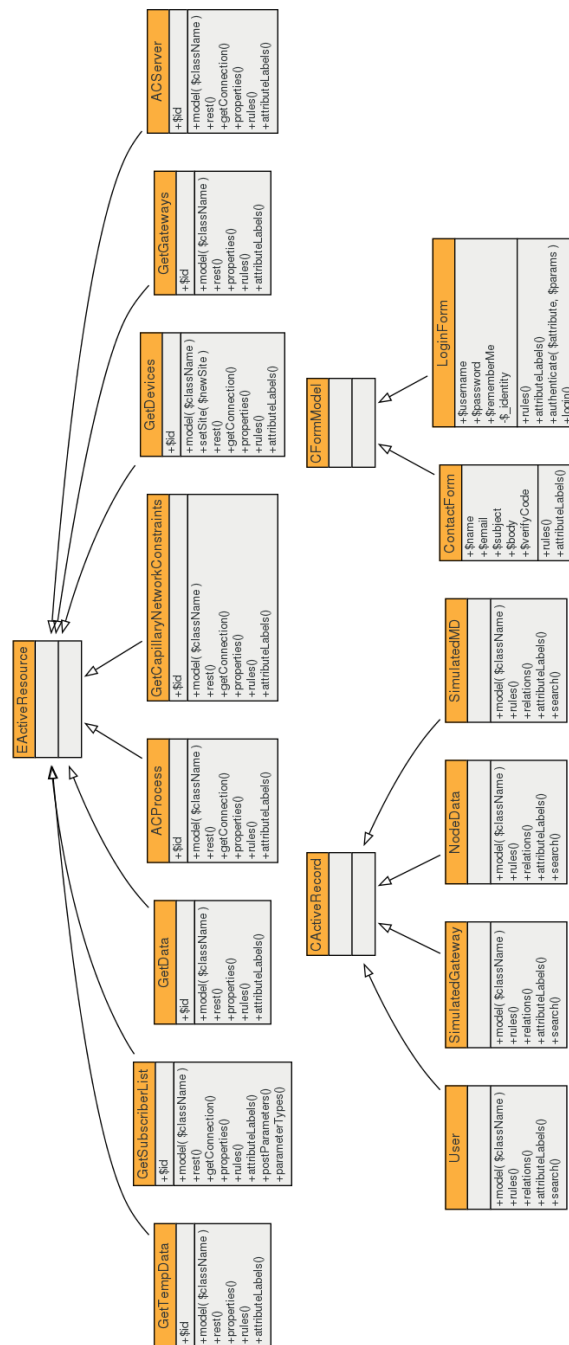 EActiveResource
GetTempData
+$id
+model( $className )
+rest()
+properties()
+rules()
+attributeLabels()
GetSubscriberList
+$id
+model( $className )
+rest()
+getConnection()
+properties()
+rules()
+attributeLabels()
+postParameters()
+parameterTypes()
GetData
+$id
+model( $className )
+rest()
+properties()
+rules()
+attributeLabels()
ACProcess
+$id
+model( $className )
+rest()
+getConnection()
+properties()
+rules()
+attributeLabels()
GetCapillaryNetworkConstraints
+$id
+model( $className )
+rest()
+getConnection()
+properties()
+rules()
+attributeLabels()
GetDevices
+$id
+model( $className )
+setSite( $newSite )
+rest()
+getConnection()
+properties()
+rules()
+attributeLabels()
GetGateways
+$id
+model( $className )
+rest()
+properties()
+rules()
+attributeLabels()
ACServer
+$id
+model( $className )
+rest()
+getConnection()
+properties()
+rules()
+attributeLabels()
CActiveRecord
CFormModel
User
+model( $className )
+rules()
+relations()
+attributeLabels()
+search()
SimulatedGateway
+model( $className )
+rules()
+relations()
+attributeLabels()
+search()
NodeData
+model( $className )
+rules()
+relations()
+attributeLabels()
+search()
SimulatedMD
+model( $className )
+rules()
+relations()
+attributeLabels()
+search()
ContactForm
+$name
+$email
+$subject
+$body
+$verifyCode
+rules()
+attributeLabels()
LoginForm
+$username
+$password
+$rememberMe
-$_identity
+rules()
+attributeLabels()
+authenticate( $attribute, $params )
+login()